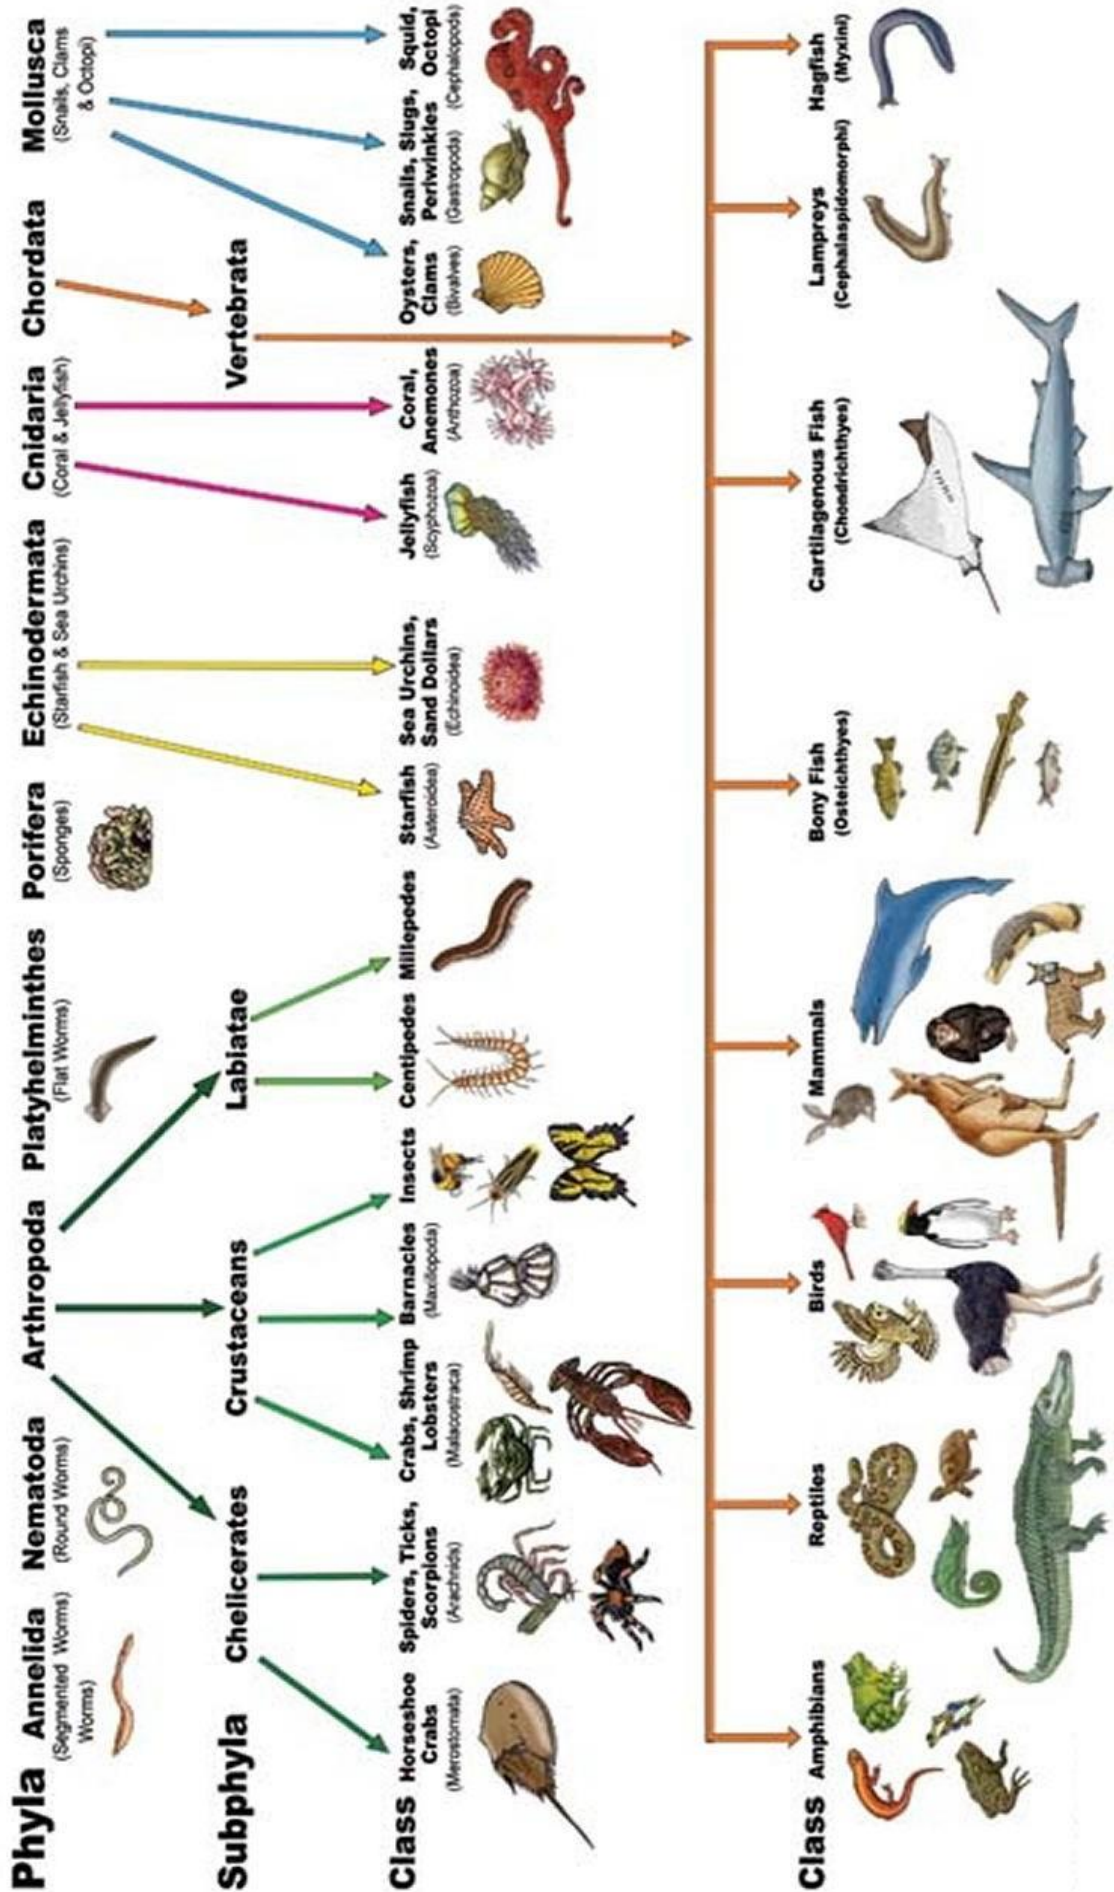 Phyla
Annelida
(Segmented Worms)
Worms)
Nematoda
(Round Worms)
Arthropoda
Platyhelminthes
(Flat Worms)
Porifera
(Sponges)
Echinodermata
(Starfish & Sea Urchins)
Cnidaria
(Coral & Jellyfish)
Chordata
Mollusca
(Snails, Clams
& Octopi)
Subphyla
Chelicerates
Crustaceans
Labiatae
Vertebrata
Class
Horseshoe
Crabs
(Merostomata)
Spiders, Ticks,
Scorpions
(Arachnids)
Crabs, Shrimp
Lobsters
(Malacostraca)
Barnacles
(Maxillopoda)
Insects
Centipedes
Millepedes
Starfish
(Asteroidea)
Sea Urchins,
Sand Dollars
(Echinoidea)
Jellyfish
(Scyphozoa)
Coral,
Anemones
(Anthozoa)
Oysters,
Clams
(Bivalves)
Snails, Slugs,
Periwinkles
(Gastropoda)
Squid,
Octopi
(Cephalopods)
Class
Amphibians
Reptiles
Birds
Mammals
Bony Fish
(Osteichthyes)
Cartilagenous Fish
(Chondrichthyes)
Lampreys
(Cephalaspidomorphi)
Hagfish
(Myxini)